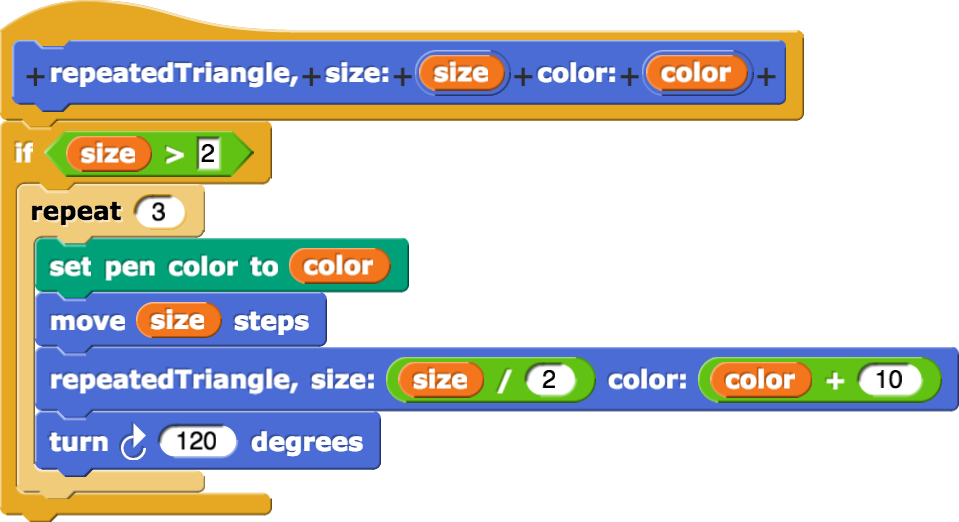 + repeatedTriangle, + size: + size + color: + color +
if size > 2
repeat 3
set pen color to color
move size steps
repeatedTriangle, size: size / 2 color: color + 10
turn 120 degrees